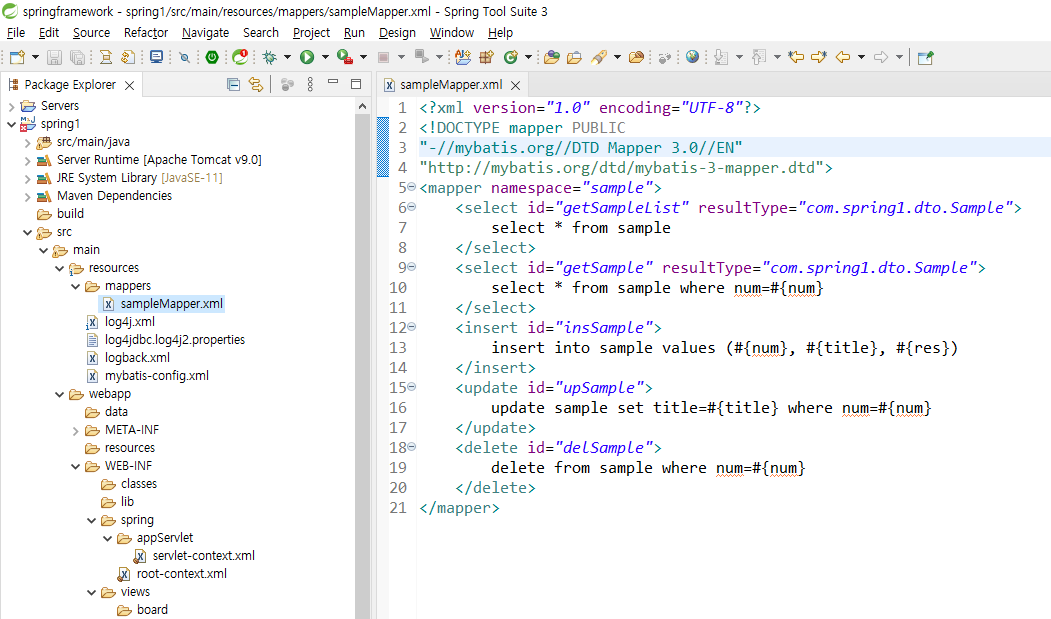 springframework - spring1/src/main/resources/mappers/sampleMapper.xml - Spring Tool Suite 3
File Edit Source Refactor Navigate Search Project Run Design Window Help
Package Explorer
Servers
spring1
src/main/java
Server Runtime [Apache Tomcat v9.0]
JRE System Library [JavaSE-11]
Maven Dependencies
build
src
main
resources
mappers
sampleMapper.xml
log4j.xml
log4jdbc.log4j2.properties
logback.xml
mybatis-config.xml
webapp
data
META-INF
resources
WEB-INF
classes
lib
spring
appServlet
servlet-context.xml
root-context.xml
views
board
sampleMapper.xml
1 <?xml version="1.0" encoding="UTF-8"?>
2 <!DOCTYPE mapper PUBLIC
3 "-//mybatis.org//DTD Mapper 3.0//EN"
4 "http://mybatis.org/dtd/mybatis-3-mapper.dtd">
5 <mapper namespace="sample">
6 <select id="getSampleList" resultType="com.spring1.dto.Sample">
7 select * from sample
8 </select>
9 <select id="getSample" resultType="com.spring1.dto.Sample">
10 select * from sample where num=#{num}
11 </select>
12 <insert id="insSample">
13 insert into sample values (#{num}, #{title}, #{res})
14 </insert>
15 <update id="upSample">
16 update sample set title=#{title} where num=#{num}
17 </update>
18 <delete id="delSample">
19 delete from sample where num=#{num}
20 </delete>
21 </mapper>